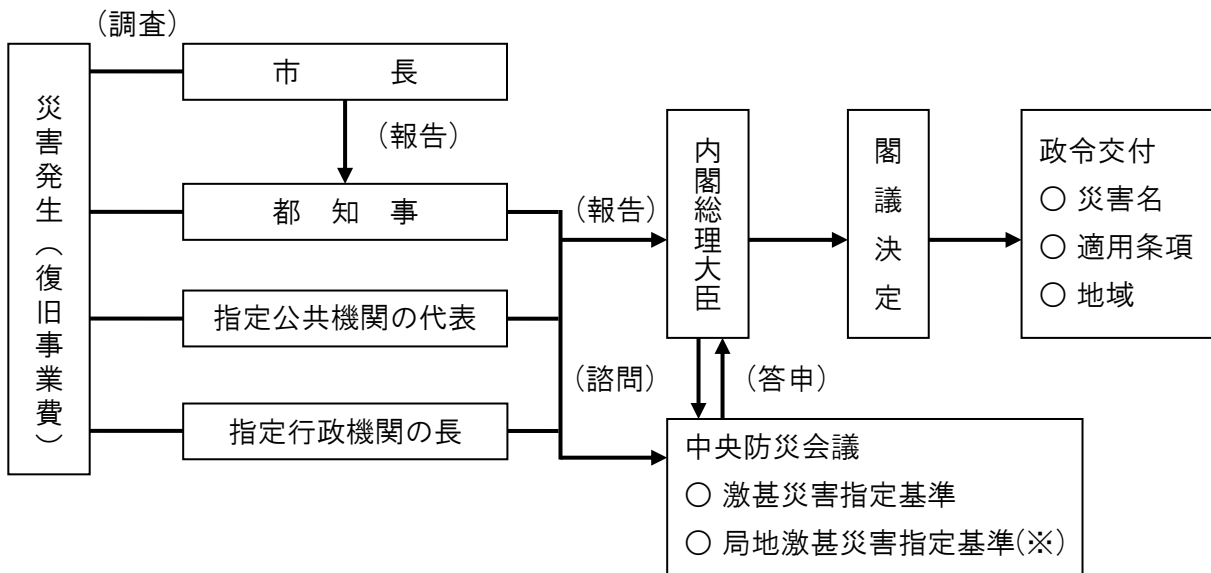 （調査）
災害発生（復旧事業費）
市　　　長
（報告）
都　知　事
指定公共機関の代表
指定行政機関の長
（報告）
（諮問）
内閣総理大臣
（答申）
閣議決定
政令交付
○ 災害名
○ 適用条項
○ 地域
中央防災会議
○ 激甚災害指定基準
○ 局地激甚災害指定基準(※)